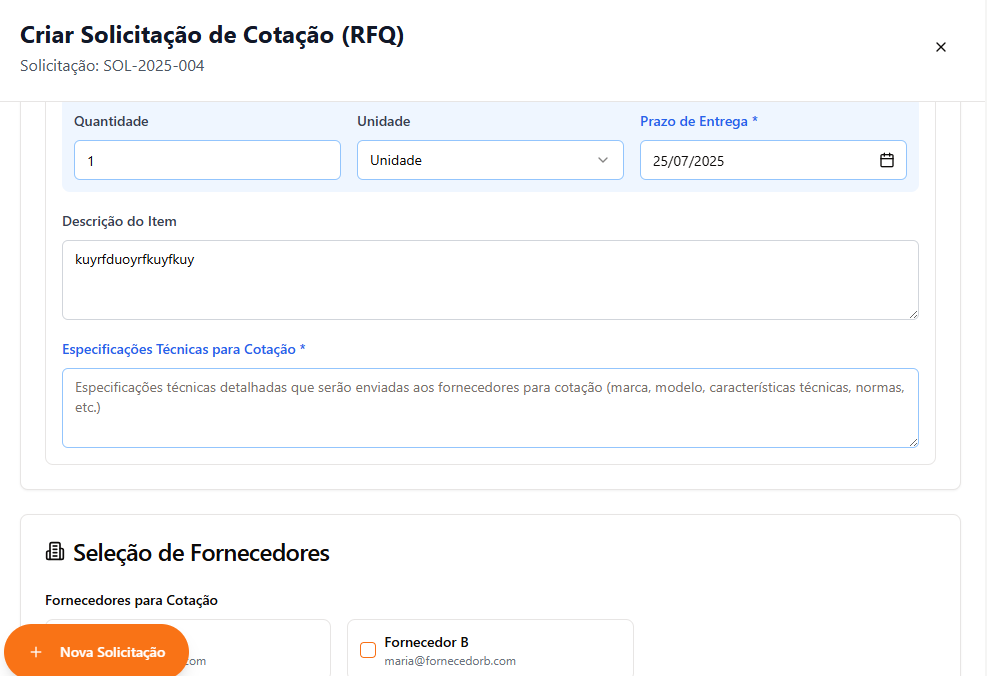 Criar Solicitação de Cotação (RFQ)
Solicitação: SOL-2025-004
Quantidade
Unidade
Prazo de Entrega *
1
Unidade
25/07/2025
Descrição do Item
kuyrfduoyrfkuyfkuy
Especificações Técnicas para Cotação *
Especificações técnicas detalhadas que serão enviadas aos fornecedores para cotação (marca, modelo, características técnicas, normas,
etc.)
Seleção de Fornecedores
Fornecedores para Cotação
Fornecedor B
maria@fornecedorb.com
+ Nova Solicitação
com